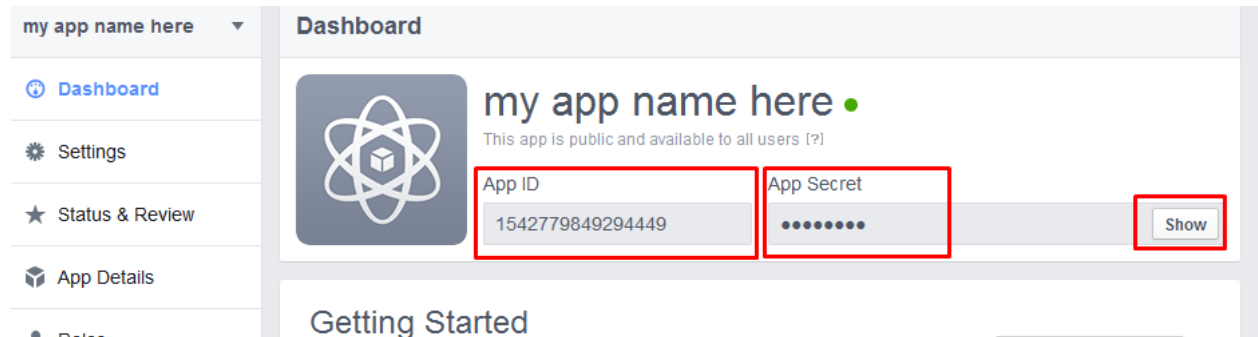 my app name here
Dashboard
Settings
Status & Review
App Details
Roles
Dashboard
my app name here
This app is public and available to all users [?]
App ID
1542779849294449
App Secret
••••••••
Show
Getting Started